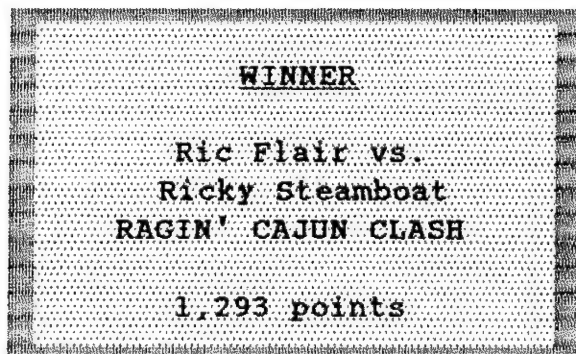 WINNER
Ric Flair vs.
Ricky Steamboat
RAGIN' CAJUN CLASH
1,293 points